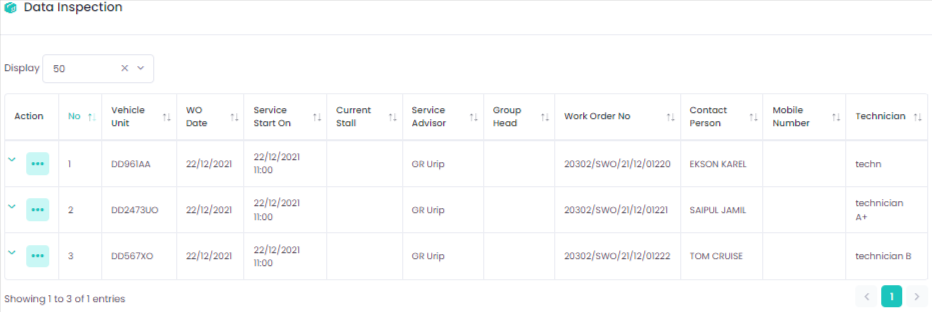 Data Inspection
Display 50
Action No Vehicle Unit WO Date Service Start On Current Stall Service Advisor Group Head Work Order No Contact Person Mobile Number Technician
1 DD961AA 22/12/2021 22/12/2021 11:00 GR Urip 20302/SWO/21/12/01220 EKSON KAREL techn
2 DD2473UO 22/12/2021 22/12/2021 11:00 GR Urip 20302/SWO/21/12/01221 SAIPUL JAMIL technician A+
3 DD567XO 22/12/2021 22/12/2021 11:00 GR Urip 20302/SWO/21/12/01222 TOM CRUISE technician B
Showing 1 to 3 of 1 entries
1